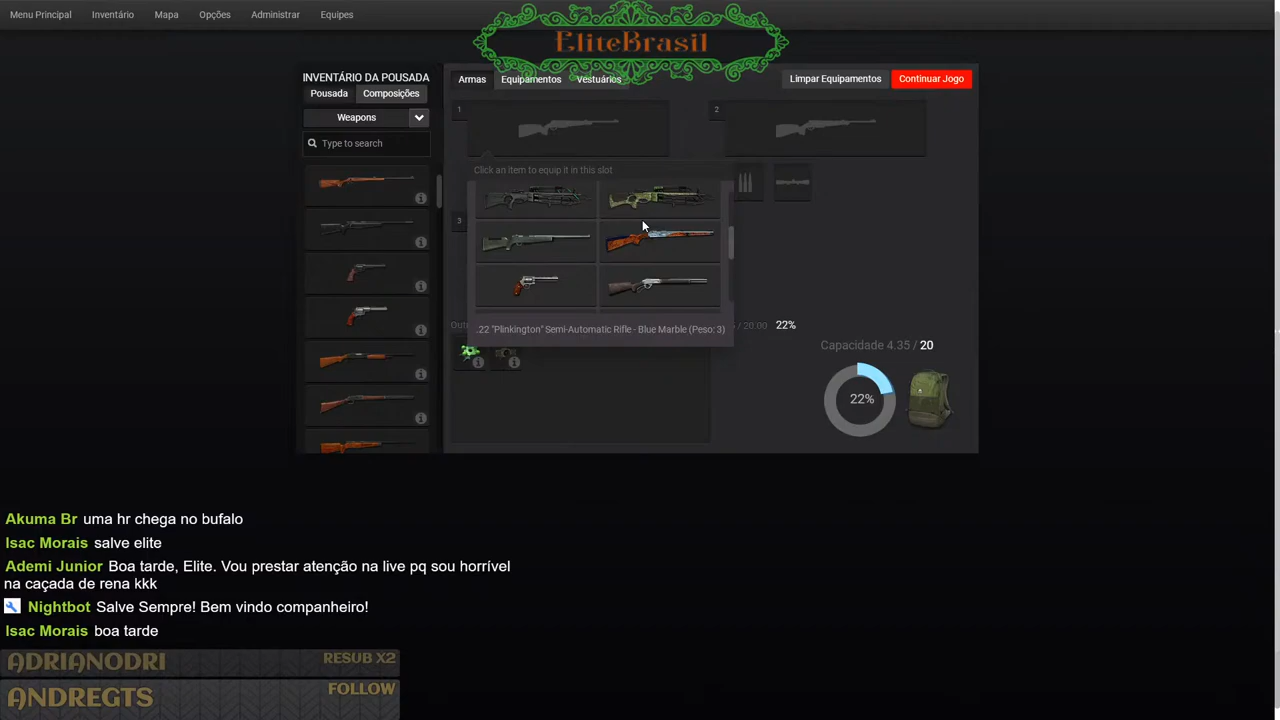 Menu Principal Inventário Mapa Opções Administrar Equipes
EliteBrasil
INVENTÁRIO DA POUSADA
Pousada Composições
Weapons
Type to search
Armas Equipamentos Vestuários
Limpar Equipamentos Continuar Jogo
1
2
Click an item to equip it in this slot
3
.22 "Plinkington" Semi-Automatic Rifle - Blue Marble (Peso: 3)
/ 20.00 22%
Capacidade 4.35 / 20
22%
Akuma Br uma hr chega no bufalo
Isac Morais salve elite
Ademi Junior Boa tarde, Elite. Vou prestar atenção na live pq sou horrível
na caçada de rena kkk
Nightbot Salve Sempre! Bem vindo companheiro!
Isac Morais boa tarde
ADRIANODRI RESUB X2
ANDREGTS FOLLOW